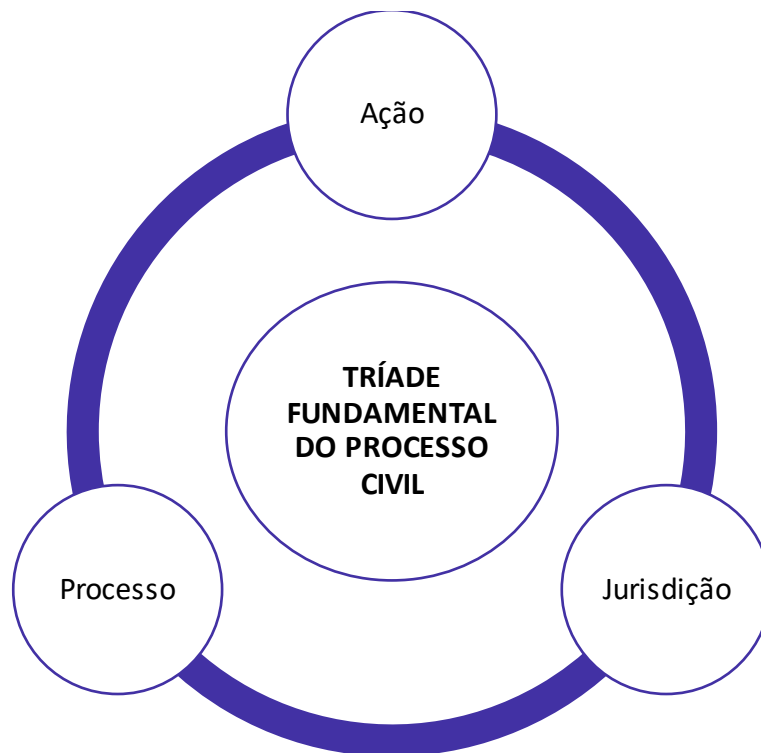 Ação
TRÍADE
FUNDAMENTAL
DO PROCESSO
CIVIL
Processo
Jurisdição